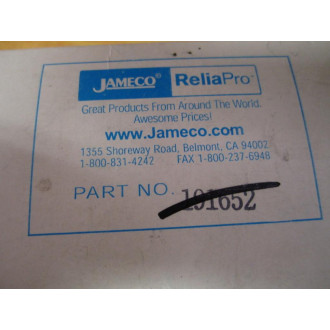 JAMECO® ReliaPro™
Great Products From Around The World.
Awesome Prices!
www.Jameco.com
1355 Shoreway Road, Belmont, CA 94002
1-800-831-4242 FAX 1-800-237-6948
PART NO. 191652